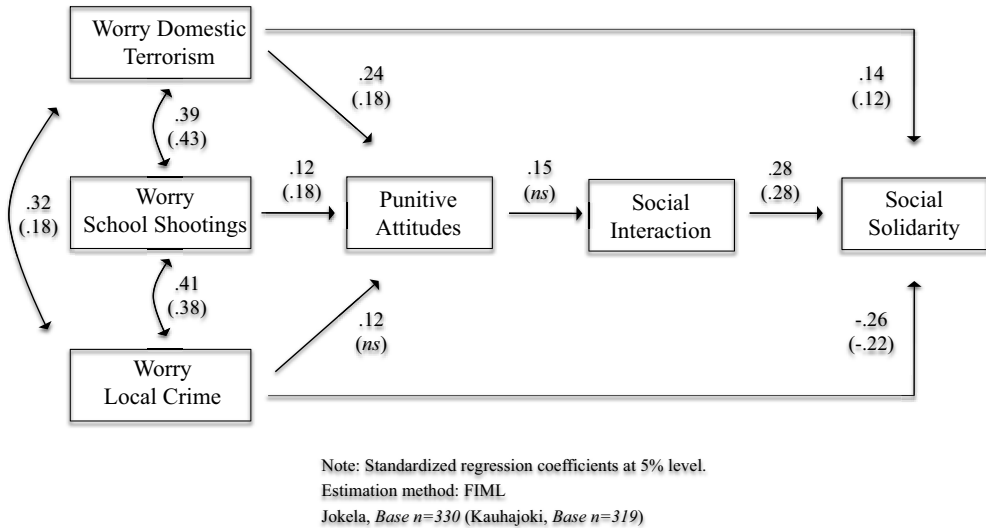 Worry Domestic
Terrorism
.24
(.18)
.14
(.12)
.39
(.43)
.32
(.18)
Worry
School Shootings
.12
(.18)
Punitive
Attitudes
.15
(ns)
Social
Interaction
.28
(.28)
Social
Solidarity
.41
(.38)
.12
(ns)
-.26
(-.22)
Worry
Local Crime
Note: Standardized regression coefficients at 5% level.
Estimation method: FIML
Jokela, Base n=330 (Kauhajoki, Base n=319)